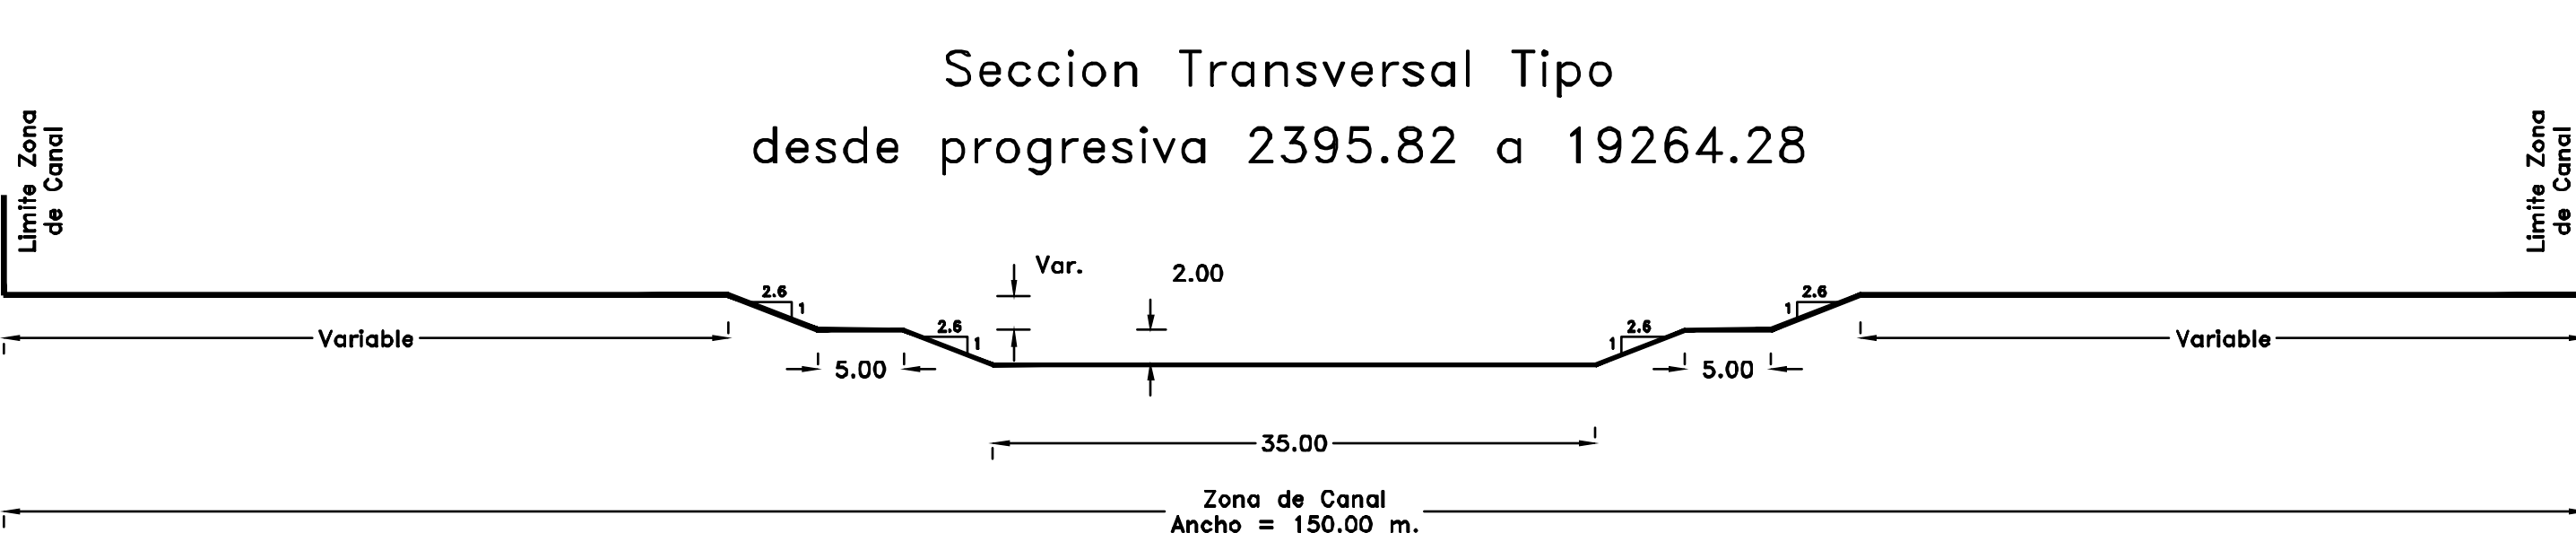 Seccion Transversal Tipo
desde progresiva 2395.82 a 19264.28
Limite Zona
de Canal
Limite Zona
de Canal
Var.
2.00
2.6
1
2.6
1
2.6
1
2.6
1
Variable
5.00
5.00
Variable
35.00
Zona de Canal
Ancho = 150.00 m.